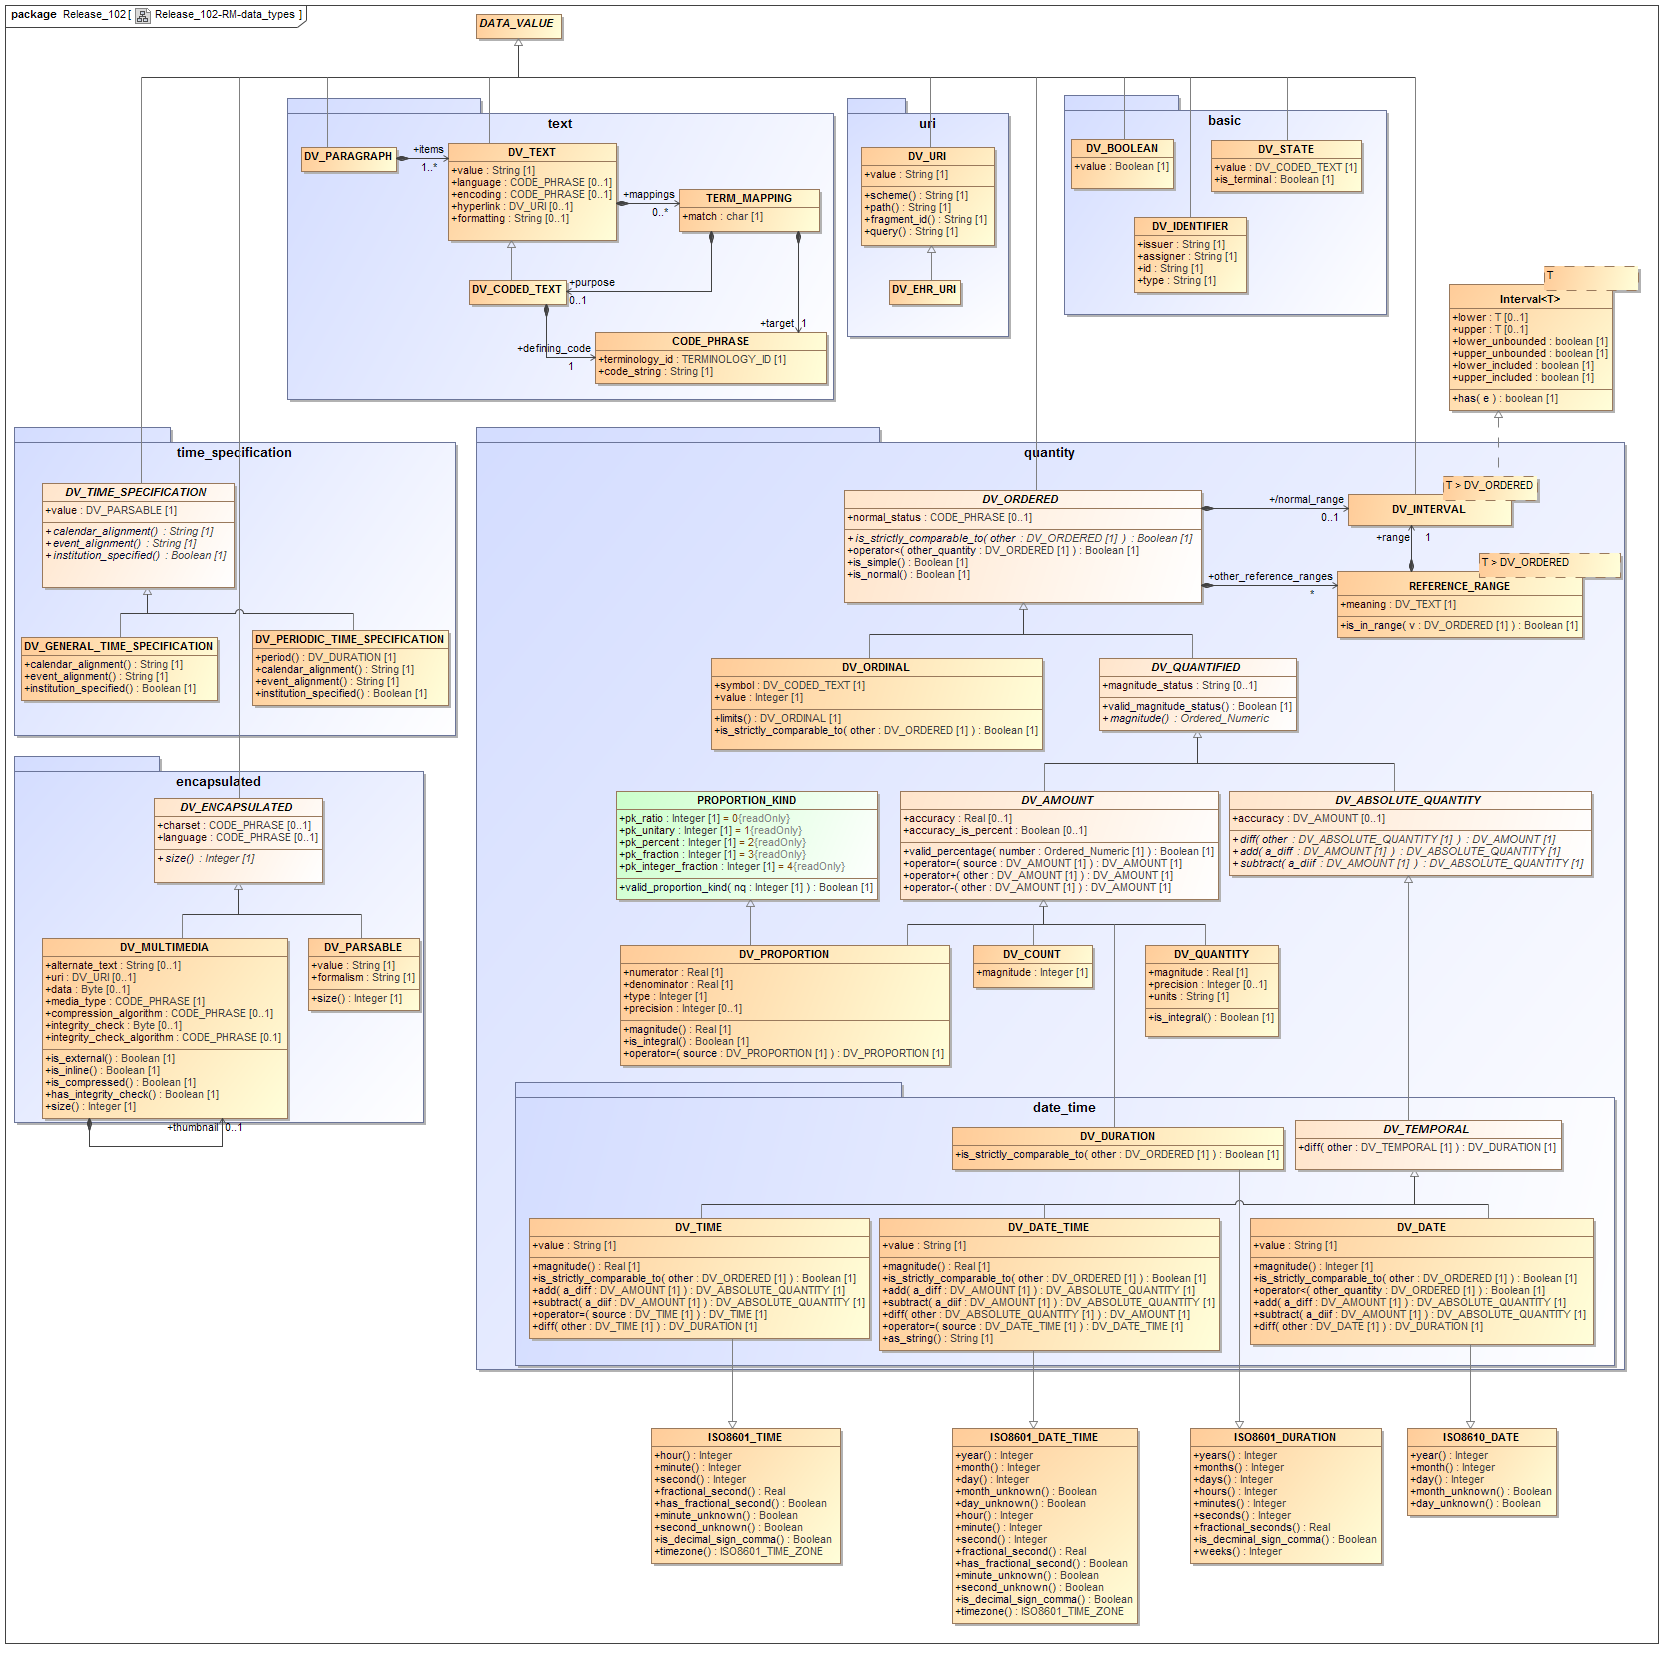 package Release_102 [ Release_102-RM-data_types ]
DATA_VALUE
text
DV_PARAGRAPH
+items
1..*
DV_TEXT
+value : String [1]
+language : CODE_PHRASE [0..1]
+encoding : CODE_PHRASE [0..1]
+hyperlink : DV_URI [0..1]
+formatting : String [0..1]
+mappings
0..*
TERM_MAPPING
+match : char [1]
DV_CODED_TEXT
+purpose
0..1
+target 1
+defining_code
1
CODE_PHRASE
+terminology_id : TERMINOLOGY_ID [1]
+code_string : String [1]
uri
DV_URI
+value : String [1]
+scheme() : String [1]
+path() : String [1]
+fragment_id() : String [1]
+query() : String [1]
DV_EHR_URI
basic
DV_BOOLEAN
+value : Boolean [1]
DV_STATE
+value : DV_CODED_TEXT [1]
+is_terminal : Boolean [1]
DV_IDENTIFIER
+issuer : String [1]
+assigner : String [1]
+id : String [1]
+type : String [1]
T
Interval<T>
+lower : T [0..1]
+upper : T [0..1]
+lower_unbounded : boolean [1]
+upper_unbounded : boolean [1]
+lower_included : boolean [1]
+upper_included : boolean [1]
+has( e ) : boolean [1]
time_specification
DV_TIME_SPECIFICATION
+value : DV_PARSABLE [1]
+calendar_alignment() : String [1]
+event_alignment() : String [1]
+institution_specified() : Boolean [1]
DV_GENERAL_TIME_SPECIFICATION
+calendar_alignment() : String [1]
+event_alignment() : String [1]
+institution_specified() : Boolean [1]
DV_PERIODIC_TIME_SPECIFICATION
+period() : DV_DURATION [1]
+calendar_alignment() : String [1]
+event_alignment() : String [1]
+institution_specified() : Boolean [1]
encapsulated
DV_ENCAPSULATED
+charset : CODE_PHRASE [0..1]
+language : CODE_PHRASE [0..1]
+size() : Integer [1]
DV_MULTIMEDIA
+alternate_text : String [0..1]
+uri : DV_URI [0..1]
+data : Byte [0..1]
+media_type : CODE_PHRASE [1]
+compression_algorithm : CODE_PHRASE [0..1]
+integrity_check : Byte [0..1]
+integrity_check_algorithm : CODE_PHRASE [0.1]
+is_external() : Boolean [1]
+is_inline() : Boolean [1]
+is_compressed() : Boolean [1]
+has_integrity_check() : Boolean [1]
+size() : Integer [1]
+thumbnail 0..1
DV_PARSABLE
+value : String [1]
+formalism : String [1]
+size() : Integer [1]
quantity
DV_ORDERED
+normal_status : CODE_PHRASE [0..1]
+is_strictly_comparable_to( other : DV_ORDERED [1] ) : Boolean [1]
+operator<( other_quantity : DV_ORDERED [1] ) : Boolean [1]
+is_simple() : Boolean [1]
+is_normal() : Boolean [1]
+/normal_range
0..1
T > DV_ORDERED
DV_INTERVAL
+range 1
+other_reference_ranges
*
T > DV_ORDERED
REFERENCE_RANGE
+meaning : DV_TEXT [1]
+is_in_range( v : DV_ORDERED [1] ) : Boolean [1]
DV_ORDINAL
+symbol : DV_CODED_TEXT [1]
+value : Integer [1]
+limits() : DV_ORDINAL [1]
+is_strictly_comparable_to( other : DV_ORDERED [1] ) : Boolean [1]
DV_QUANTIFIED
+magnitude_status : String [0..1]
+valid_magnitude_status() : Boolean [1]
+magnitude() : Ordered_Numeric
PROPORTION_KIND
+pk_ratio : Integer [1] = 0{readOnly}
+pk_unitary : Integer [1] = 1{readOnly}
+pk_percent : Integer [1] = 2{readOnly}
+pk_fraction : Integer [1] = 3{readOnly}
+pk_integer_fraction : Integer [1] = 4{readOnly}
+valid_proportion_kind( nq : Integer [1] ) : Boolean [1]
DV_AMOUNT
+accuracy : Real [0..1]
+accuracy_is_percent : Boolean [0..1]
+valid_percentage( number : Ordered_Numeric [1] ) : Boolean [1]
+operator=( source : DV_AMOUNT [1] ) : DV_AMOUNT [1]
+operator+( other : DV_AMOUNT [1] ) : DV_AMOUNT [1]
+operator-( other : DV_AMOUNT [1] ) : DV_AMOUNT [1]
DV_ABSOLUTE_QUANTITY
+accuracy : DV_AMOUNT [0..1]
+diff( other : DV_ABSOLUTE_QUANTITY [1] ) : DV_AMOUNT [1]
+add( a_diff : DV_AMOUNT [1] ) : DV_ABSOLUTE_QUANTITY [1]
+subtract( a_diif : DV_AMOUNT [1] ) : DV_ABSOLUTE_QUANTITY [1]
DV_PROPORTION
+numerator : Real [1]
+denominator : Real [1]
+type : Integer [1]
+precision : Integer [0..1]
+magnitude() : Real [1]
+is_integral() : Boolean [1]
+operator=( source : DV_PROPORTION [1] ) : DV_PROPORTION [1]
DV_COUNT
+magnitude : Integer [1]
DV_QUANTITY
+magnitude : Real [1]
+precision : Integer [0..1]
+units : String [1]
+is_integral() : Boolean [1]
date_time
DV_DURATION
+is_strictly_comparable_to( other : DV_ORDERED [1] ) : Boolean [1]
DV_TEMPORAL
+diff( other : DV_TEMPORAL [1] ) : DV_DURATION [1]
DV_TIME
+value : String [1]
+magnitude() : Real [1]
+is_strictly_comparable_to( other : DV_ORDERED [1] ) : Boolean [1]
+add( a_diff : DV_AMOUNT [1] ) : DV_ABSOLUTE_QUANTITY [1]
+subtract( a_diif : DV_AMOUNT [1] ) : DV_ABSOLUTE_QUANTITY [1]
+operator=( source : DV_TIME [1] ) : DV_TIME [1]
+diff( other : DV_TIME [1] ) : DV_DURATION [1]
DV_DATE_TIME
+value : String [1]
+magnitude() : Real [1]
+is_strictly_comparable_to( other : DV_ORDERED [1] ) : Boolean [1]
+add( a_diff : DV_AMOUNT [1] ) : DV_ABSOLUTE_QUANTITY [1]
+subtract( a_diif : DV_AMOUNT [1] ) : DV_ABSOLUTE_QUANTITY [1]
+diff( other : DV_ABSOLUTE_QUANTITY [1] ) : DV_AMOUNT [1]
+operator=( source : DV_DATE_TIME [1] ) : DV_DATE_TIME [1]
+as_string() : String [1]
DV_DATE
+value : String [1]
+magnitude() : Integer [1]
+is_strictly_comparable_to( other : DV_ORDERED [1] ) : Boolean [1]
+operator<( other_quantity : DV_ORDERED [1] ) : Boolean [1]
+add( a_diff : DV_AMOUNT [1] ) : DV_ABSOLUTE_QUANTITY [1]
+subtract( a_diif : DV_AMOUNT [1] ) : DV_ABSOLUTE_QUANTITY [1]
+diff( other : DV_DATE [1] ) : DV_DURATION [1]
ISO8601_TIME
+hour() : Integer
+minute() : Integer
+second() : Integer
+fractional_second() : Real
+has_fractional_second() : Boolean
+minute_unknown() : Boolean
+second_unknown() : Boolean
+is_decimal_sign_comma() : Boolean
+timezone() : ISO8601_TIME_ZONE
ISO8601_DATE_TIME
+year() : Integer
+month() : Integer
+day() : Integer
+month_unknown() : Boolean
+day_unknown() : Boolean
+hour() : Integer
+minute() : Integer
+second() : Integer
+fractional_second() : Real
+has_fractional_second() : Boolean
+minute_unknown() : Boolean
+second_unknown() : Boolean
+is_decimal_sign_comma() : Boolean
+timezone() : ISO8601_TIME_ZONE
ISO8601_DURATION
+years() : Integer
+months() : Integer
+days() : Integer
+hours() : Integer
+minutes() : Integer
+seconds() : Integer
+fractional_seconds() : Real
+is_decminal_sign_comma() : Boolean
+weeks() : Integer
ISO8610_DATE
+year() : Integer
+month() : Integer
+day() : Integer
+month_unknown() : Boolean
+day_unknown() : Boolean